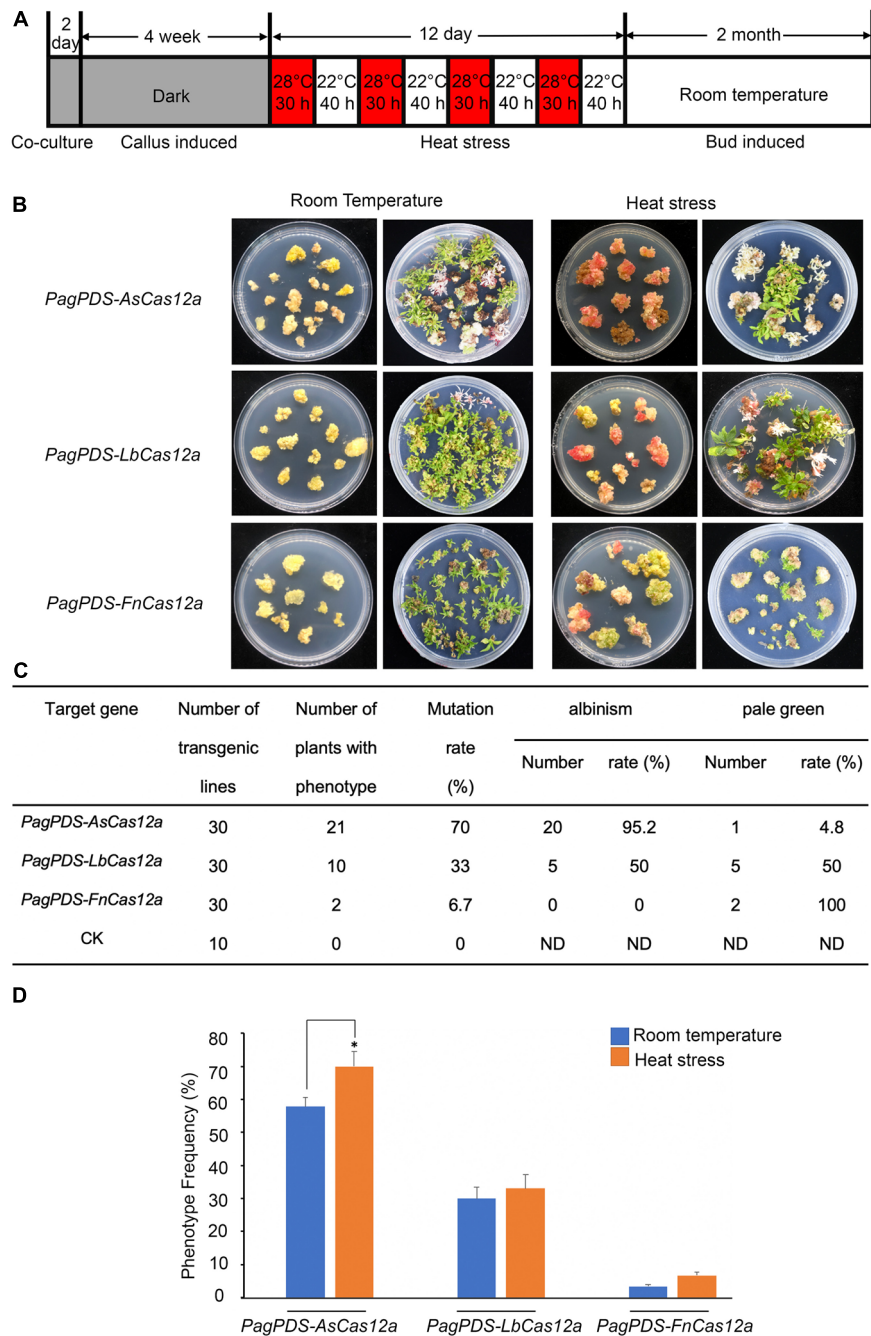 A
2 day
4 week
12 day
2 month
Dark
28°C 30 h
22°C 40 h
28°C 30 h
22°C 40 h
28°C 30 h
22°C 40 h
28°C 30 h
22°C 40 h
Room temperature
Co-culture Callus induced Heat stress Bud induced
B
Room Temperature Heat stress
PagPDS-AsCas12a
PagPDS-LbCas12a
PagPDS-FnCas12a
C
Target gene Number of transgenic lines Number of plants with phenotype Mutation rate (%) albinism pale green
Number rate (%) Number rate (%)
PagPDS-AsCas12a 30 21 70 20 95.2 1 4.8
PagPDS-LbCas12a 30 10 33 5 50 5 50
PagPDS-FnCas12a 30 2 6.7 0 0 2 100
CK 10 0 0 ND ND ND ND
D
Phenotype Frequency (%)
80
70
60
50
40
30
20
10
0
*
Room temperature
Heat stress
PagPDS-AsCas12a PagPDS-LbCas12a PagPDS-FnCas12a